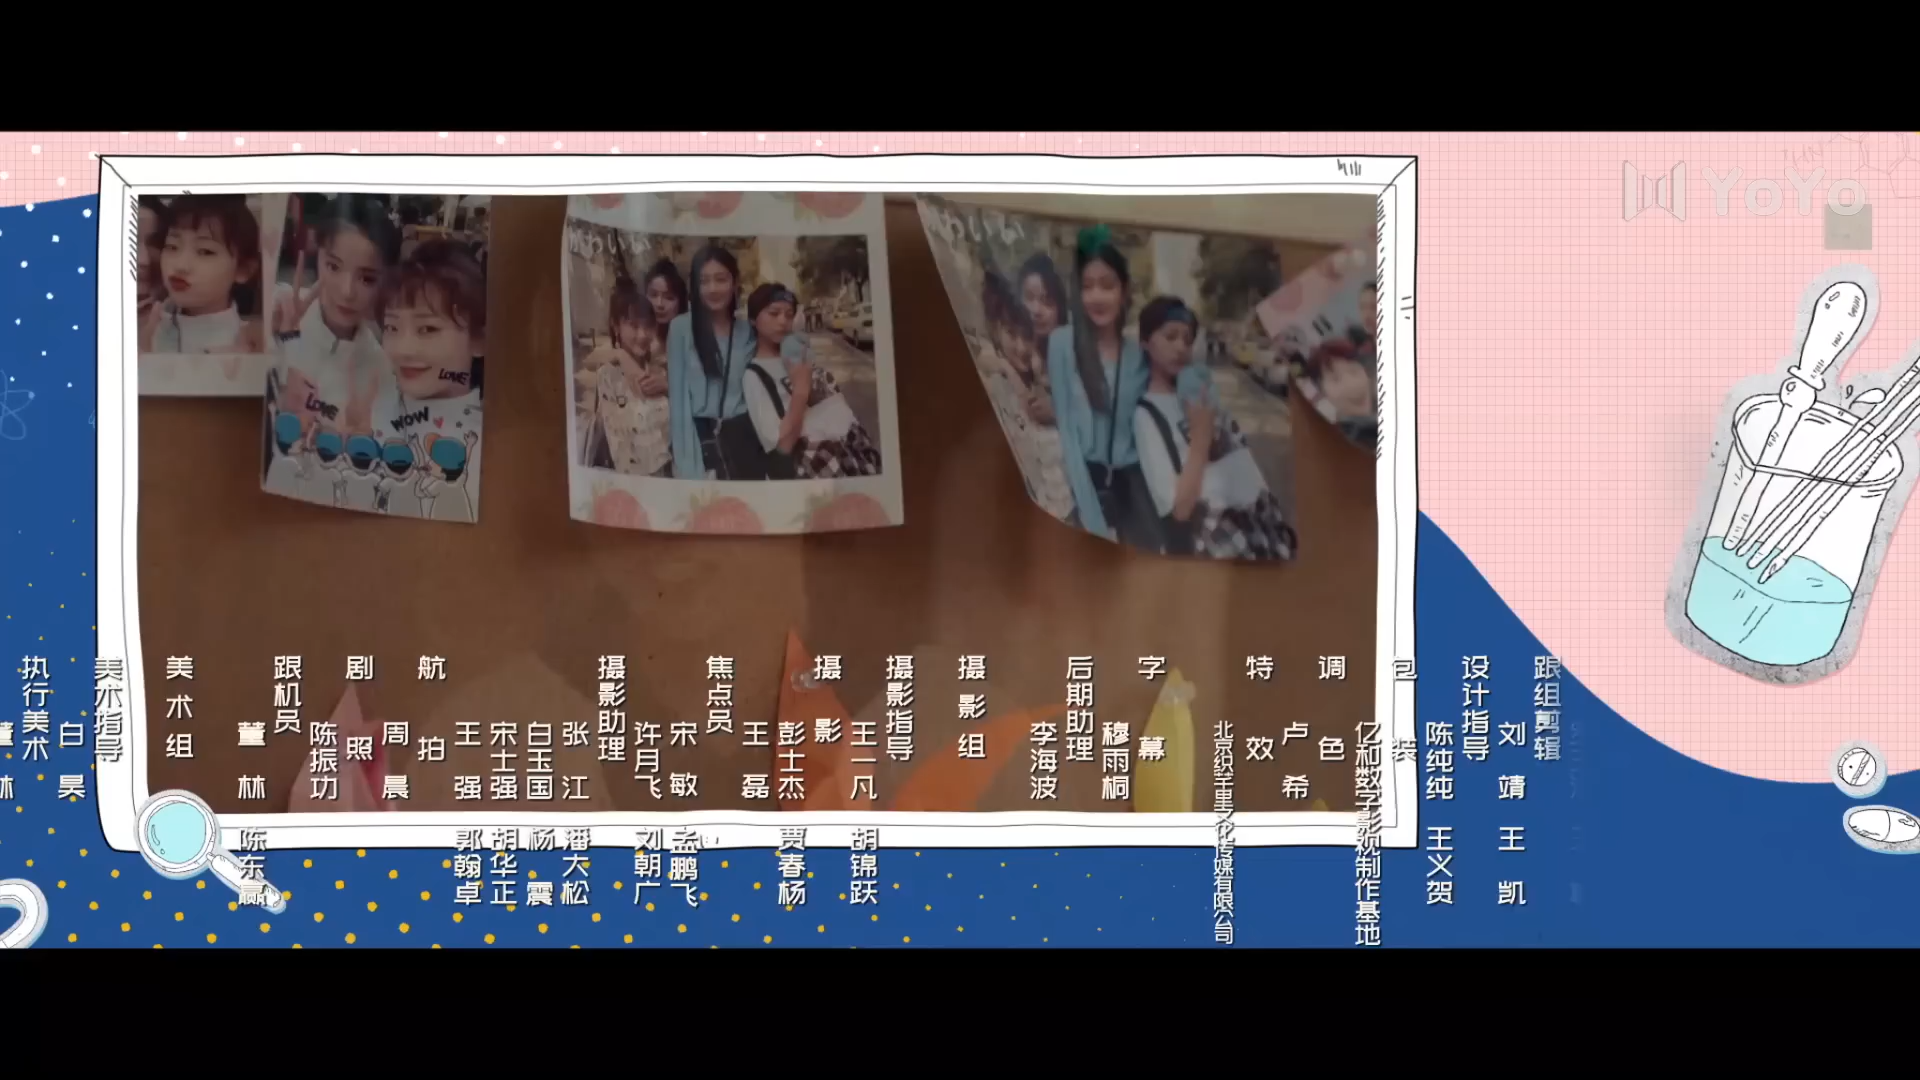 YOYO
跟组剪辑
刘靖 王凯
设计指导
陈纯纯 王义贺
包装
亿和数字影视制作基地
调色
卢希
特效
北京织里文化传媒有限公司
字幕
穆雨桐
后期助理
李海波
摄影组
摄影指导
王一凡 胡锦跃
摄影
彭士杰 贾春杨
王磊
焦点员
宋敏 孟鹏飞
许月飞 刘朝广
摄影助理
张江 潘大松
白玉国 杨震
宋士强 胡华正
王强 郭翰卓
航拍
周晨
剧照
陈振功
跟机员
董林 陈东赢
美术组
美术指导
白昊
执行美术
LOVE
WOW
LOVE
かわいい
わいい